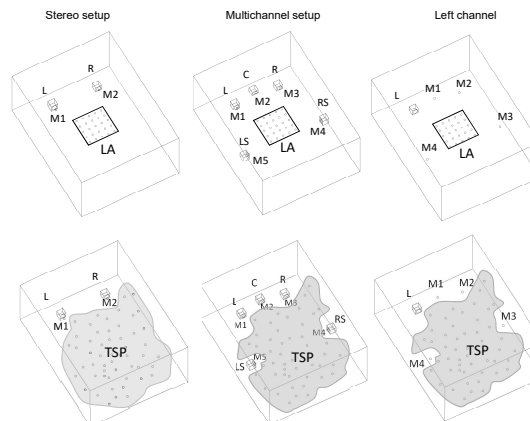 Stereo setup
Multichannel setup
Left channel
L
R
M1
M2
LA
L
C
R
M1
M2
M3
RS
M4
LS
M5
LA
L
M1
M2
M3
M4
LA
L
R
M1
M2
TSP
L
C
R
M1
M2
M3
RS
M4
LS
M5
TSP
L
M1
M2
M3
M4
TSP